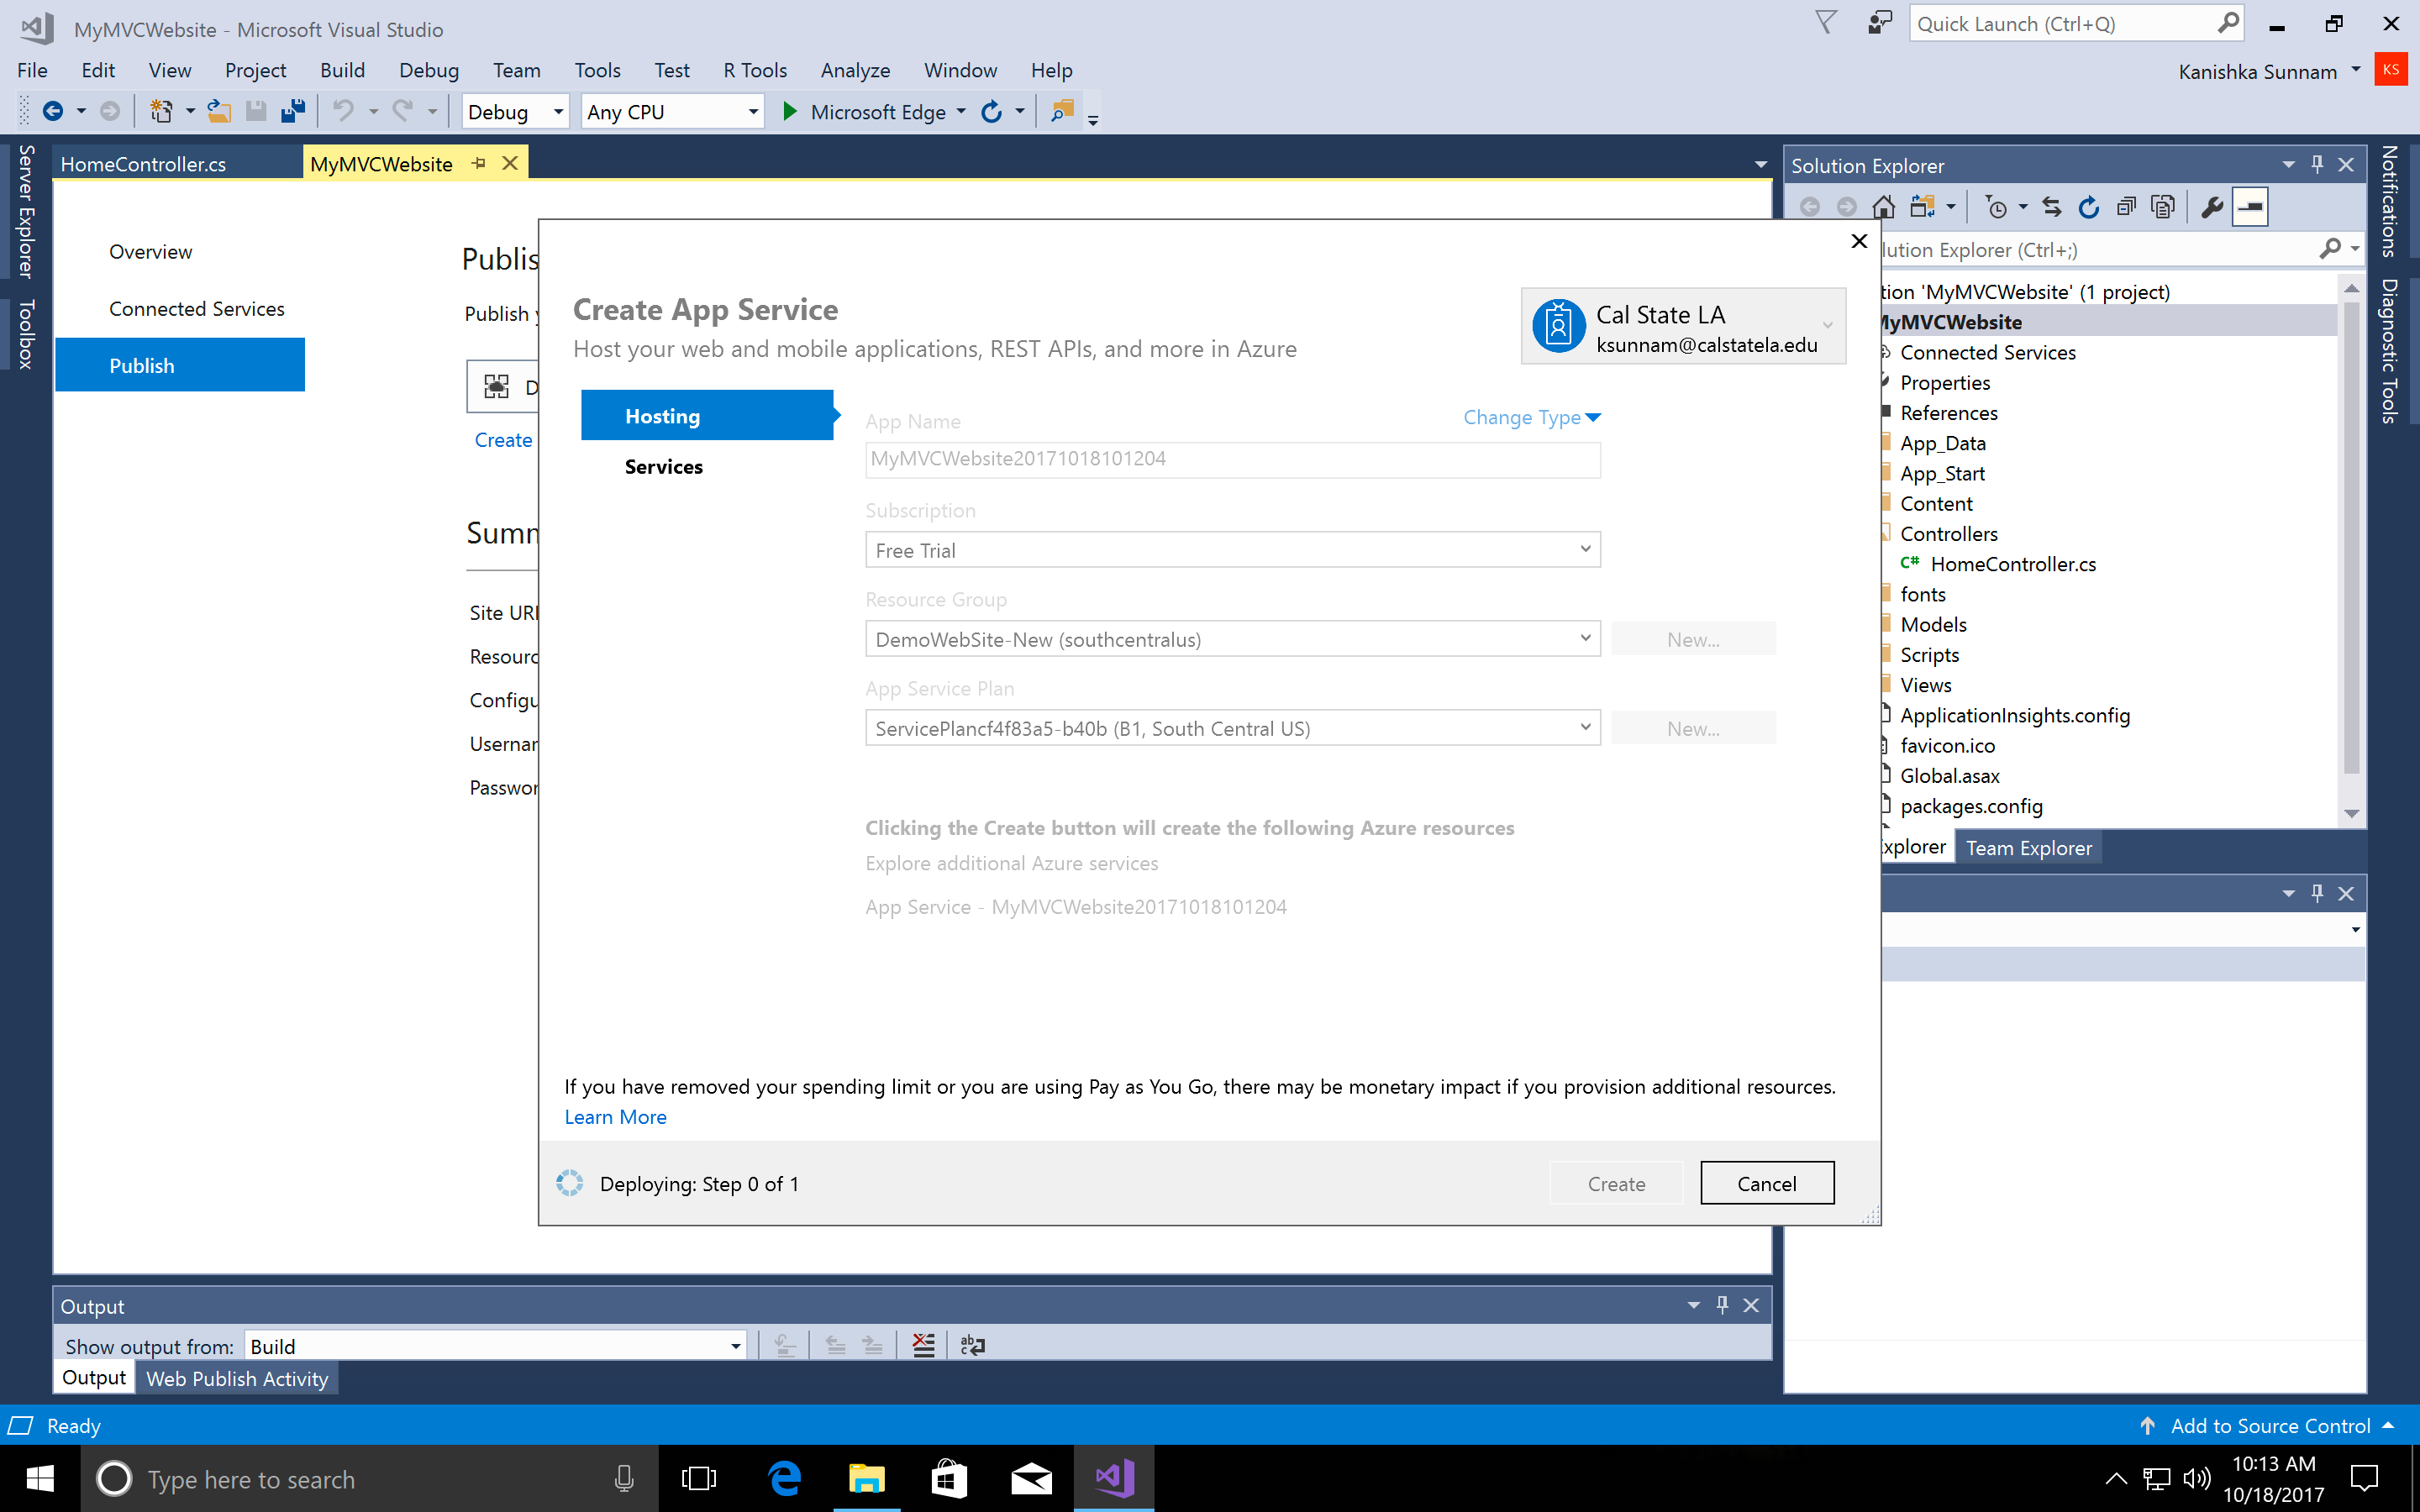 MyMVCWebsite - Microsoft Visual Studio
Quick Launch (Ctrl+Q)
File Edit View Project Build Debug Team Tools Test R Tools Analyze Window Help
Kanishka Sunnam
KS
Debug
Any CPU
Microsoft Edge
Server Explorer
Toolbox
HomeController.cs
MyMVCWebsite
Overview
Connected Services
Publish
Publis
Publish
Create
Summ
Site URL
Resourc
Configu
Usernar
Passwor
Create App Service
Host your web and mobile applications, REST APIs, and more in Azure
Cal State LA
ksunnam@calstatela.edu
Hosting
Services
App Name
Change Type
MyMVCWebsite20171018101204
Subscription
Free Trial
Resource Group
DemoWebSite-New (southcentralus)
New...
App Service Plan
ServicePlancf4f83a5-b40b (B1, South Central US)
New...
Clicking the Create button will create the following Azure resources
Explore additional Azure services
App Service - MyMVCWebsite20171018101204
If you have removed your spending limit or you are using Pay as You Go, there may be monetary impact if you provision additional resources.
Learn More
Deploying: Step 0 of 1
Create
Cancel
Solution Explorer
lution Explorer (Ctrl+;)
tion 'MyMVCWebsite' (1 project)
MyMVCWebsite
Connected Services
Properties
References
App_Data
App_Start
Content
Controllers
C# HomeController.cs
fonts
Models
Scripts
Views
ApplicationInsights.config
favicon.ico
Global.asax
packages.config
xplorer
Team Explorer
Notifications
Diagnostic Tools
Output
Show output from: Build
Output
Web Publish Activity
Ready
Add to Source Control
Type here to search
10:13 AM
10/18/2017